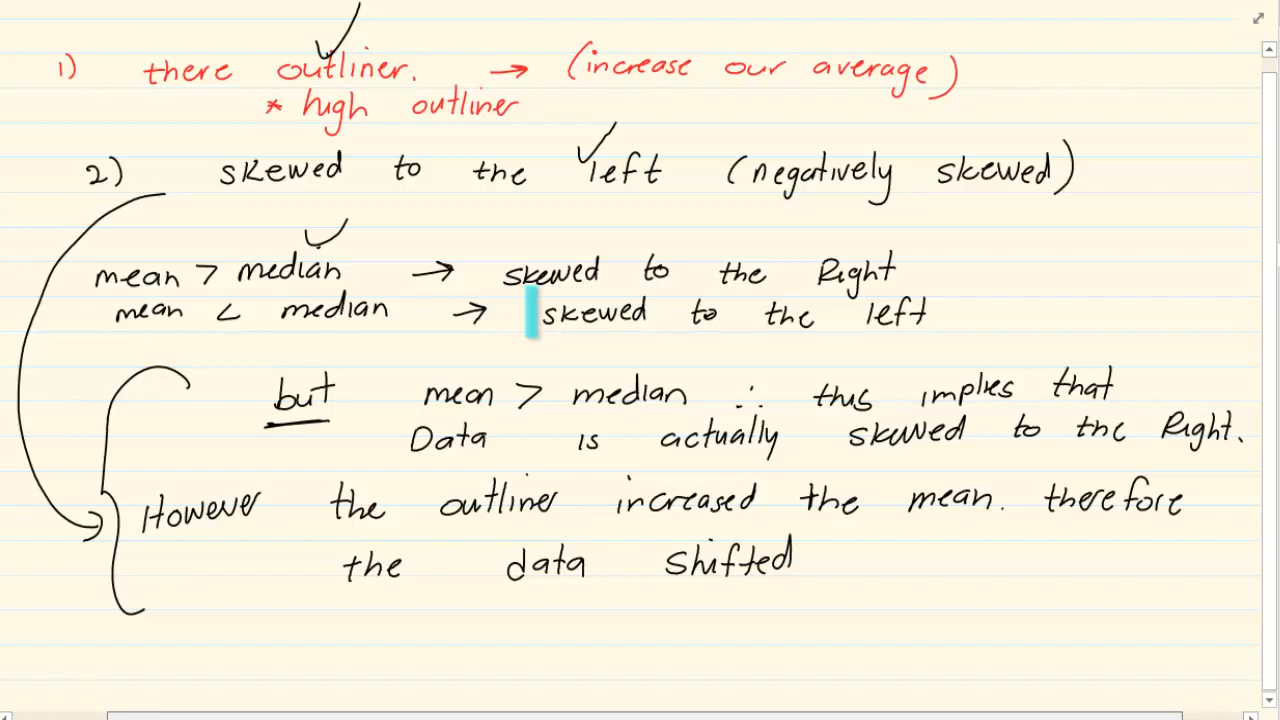 1) there outliner. → (increase our average)
* high outliner
2) skewed to the left (negatively skewed)
mean > median → skewed to the Right
mean < median → skewed to the left
but mean > median ∴ this implies that
Data is actually skewed to the Right.
However the outliner increased the mean. therefore
the data shifted